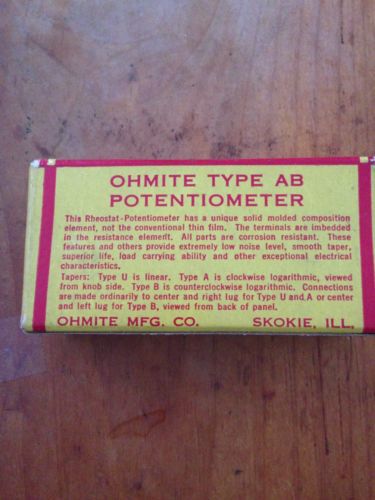 OHMITE TYPE AB
POTENTIOMETER
This Rheostat-Potentiometer has a unique solid molded composition
element, not the conventional thin film. The terminals are imbedded
in the resistance element. All parts are corrosion resistant. These
features and others provide extremely low noise level, smooth taper,
superior life, load carrying ability and other exceptional electrical
characteristics.
Tapers: Type U is linear. Type A is clockwise logarithmic, viewed
from knob side. Type B is counterclockwise logarithmic. Connections
are made ordinarily to center and right lug for Type U and A or center
and left lug for Type B, viewed from back of panel.
OHMITE MFG. CO. SKOKIE, ILL.